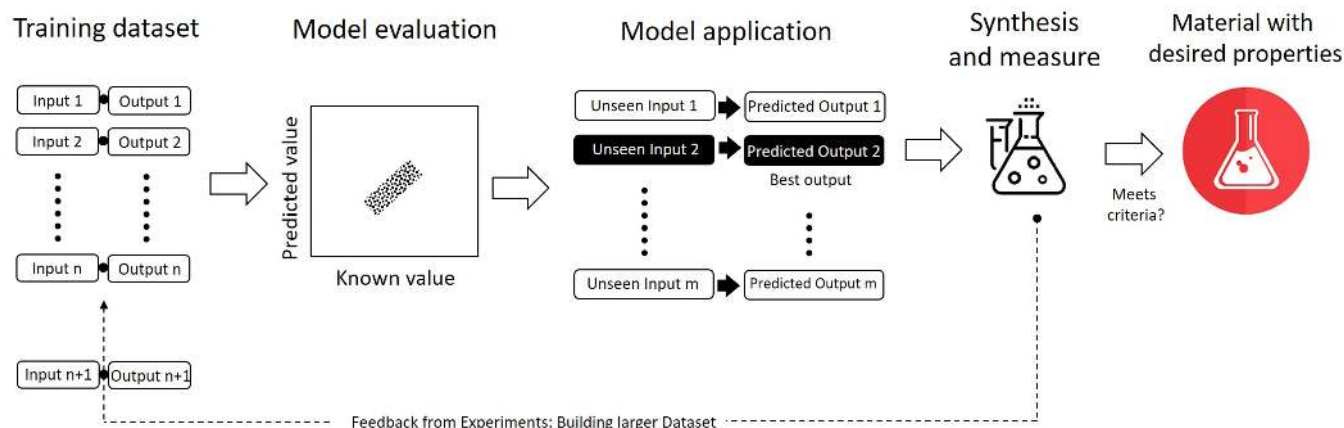 Training dataset
Input 1
Output 1
Input 2
Output 2
Input n
Output n
Input n+1
Output n+1
Model evaluation
Predicted value
Known value
Model application
Unseen Input 1
Predicted Output 1
Unseen Input 2
Predicted Output 2
Best output
Unseen Input m
Predicted Output m
Synthesis
and measure
Meets
criteria?
Material with
desired properties
Feedback from Experiments: Building larger Dataset